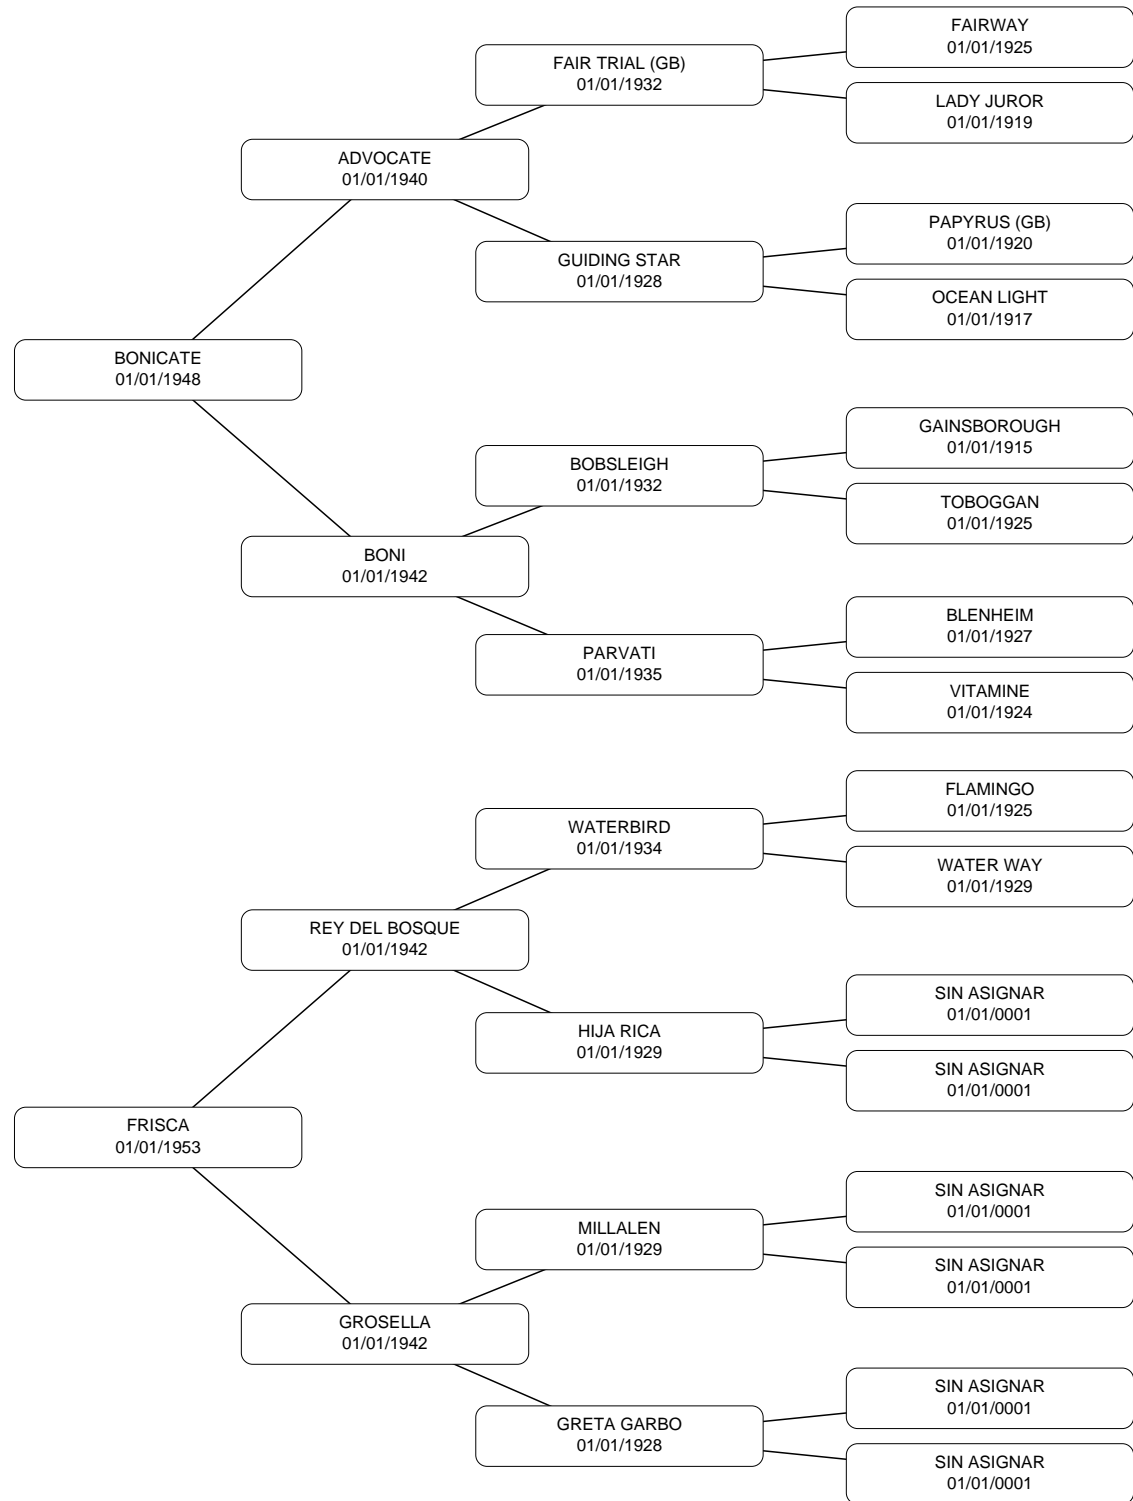 FAIRWAY
01/01/1925
FAIR TRIAL (GB)
01/01/1932
LADY JUROR
01/01/1919
ADVOCATE
01/01/1940
PAPYRUS (GB)
01/01/1920
GUIDING STAR
01/01/1928
OCEAN LIGHT
01/01/1917
BONICATE
01/01/1948
GAINSBOROUGH
01/01/1915
BOBSLEIGH
01/01/1932
TOBOGGAN
01/01/1925
BONI
01/01/1942
BLENHEIM
01/01/1927
PARVATI
01/01/1935
VITAMINE
01/01/1924
FLAMINGO
01/01/1925
WATERBIRD
01/01/1934
WATER WAY
01/01/1929
REY DEL BOSQUE
01/01/1942
SIN ASIGNAR
01/01/0001
HIJA RICA
01/01/1929
SIN ASIGNAR
01/01/0001
FRISCA
01/01/1953
SIN ASIGNAR
01/01/0001
MILLALEN
01/01/1929
SIN ASIGNAR
01/01/0001
GROSELLA
01/01/1942
SIN ASIGNAR
01/01/0001
GRETA GARBO
01/01/1928
SIN ASIGNAR
01/01/0001